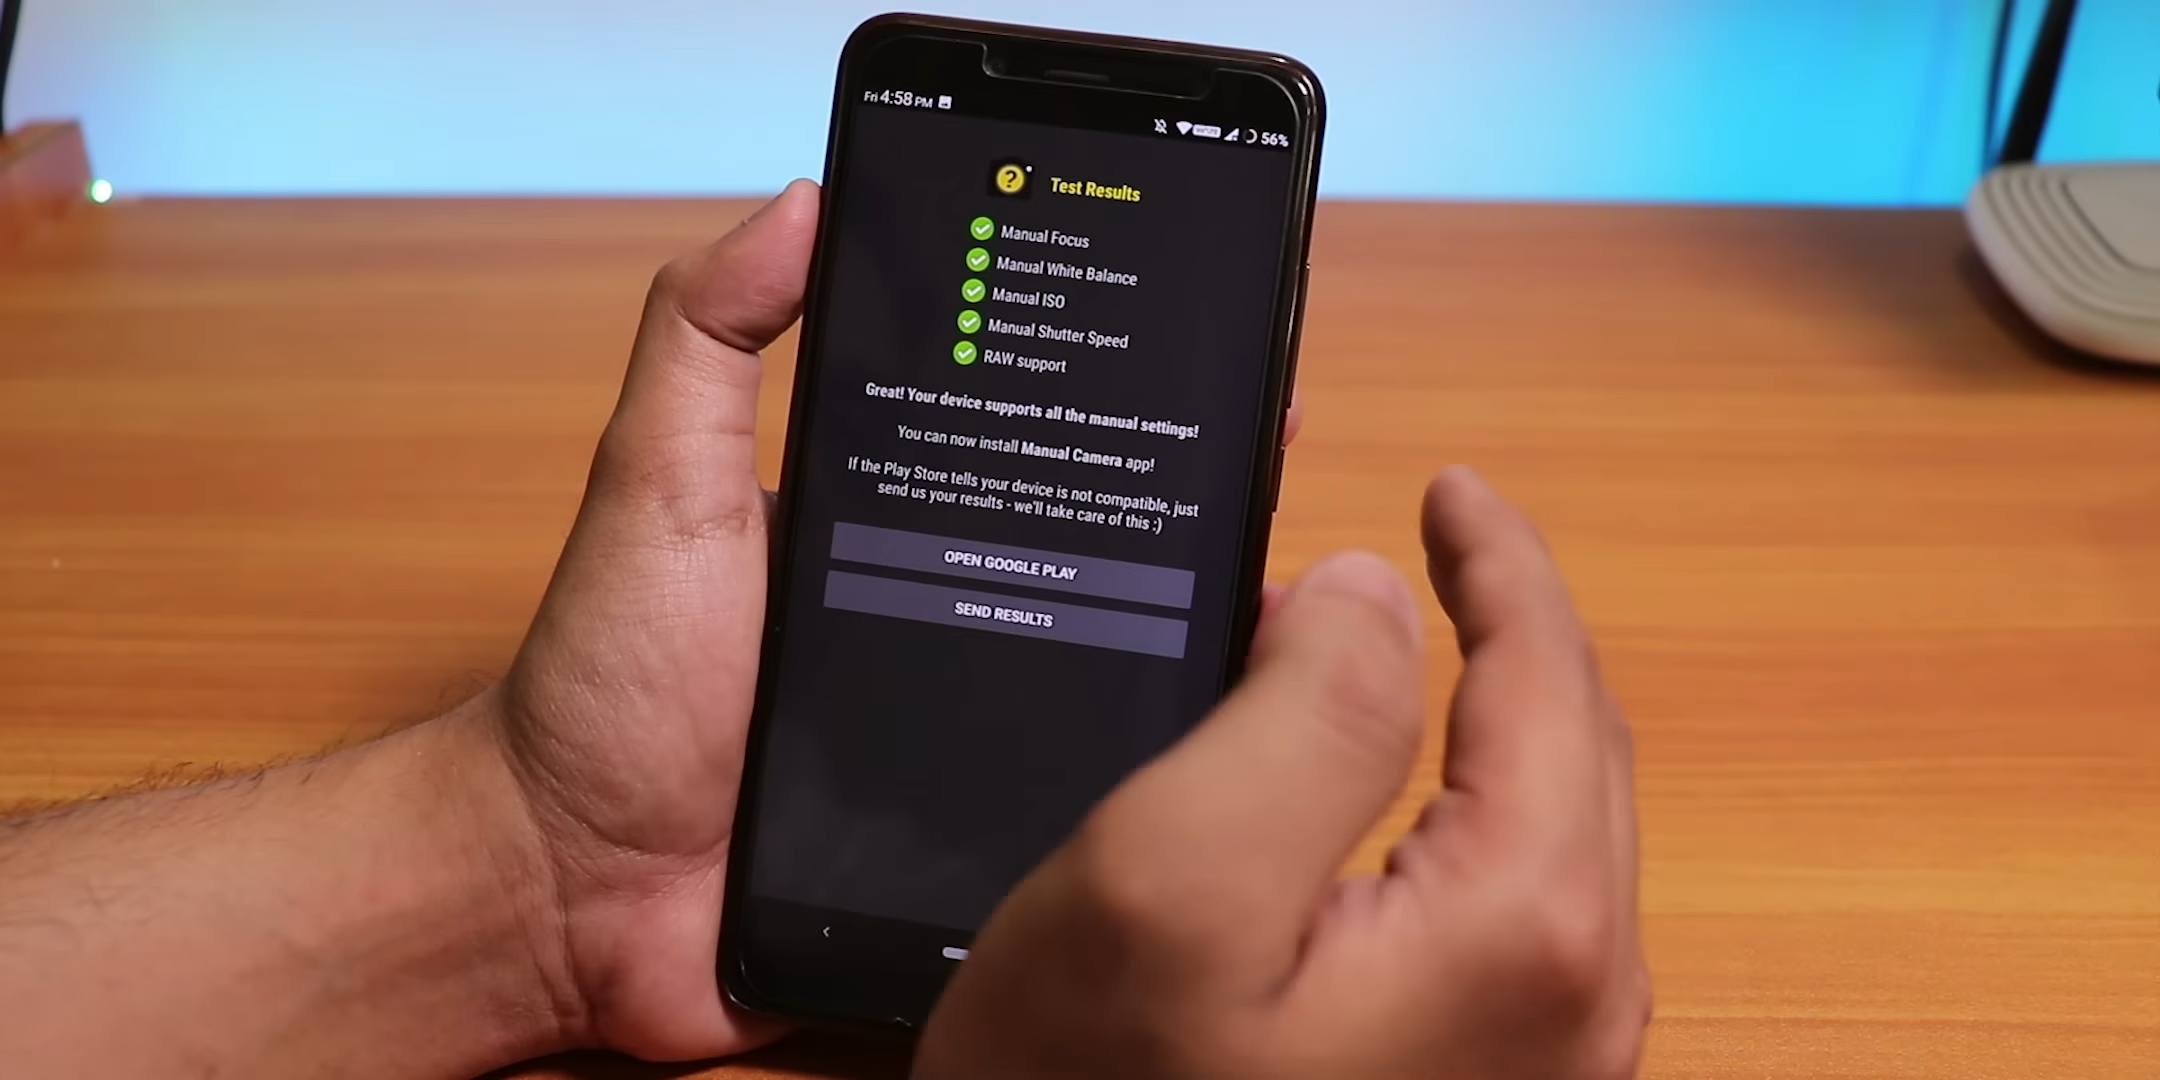 Fri 4:58 PM
56%
Test Results
Manual Focus
Manual White Balance
Manual ISO
Manual Shutter Speed
RAW support
Great! Your device supports all the manual settings!
You can now install Manual Camera app!
If the Play Store tells your device is not compatible, just
send us your results - we'll take care of this :)
OPEN GOOGLE PLAY
SEND RESULTS